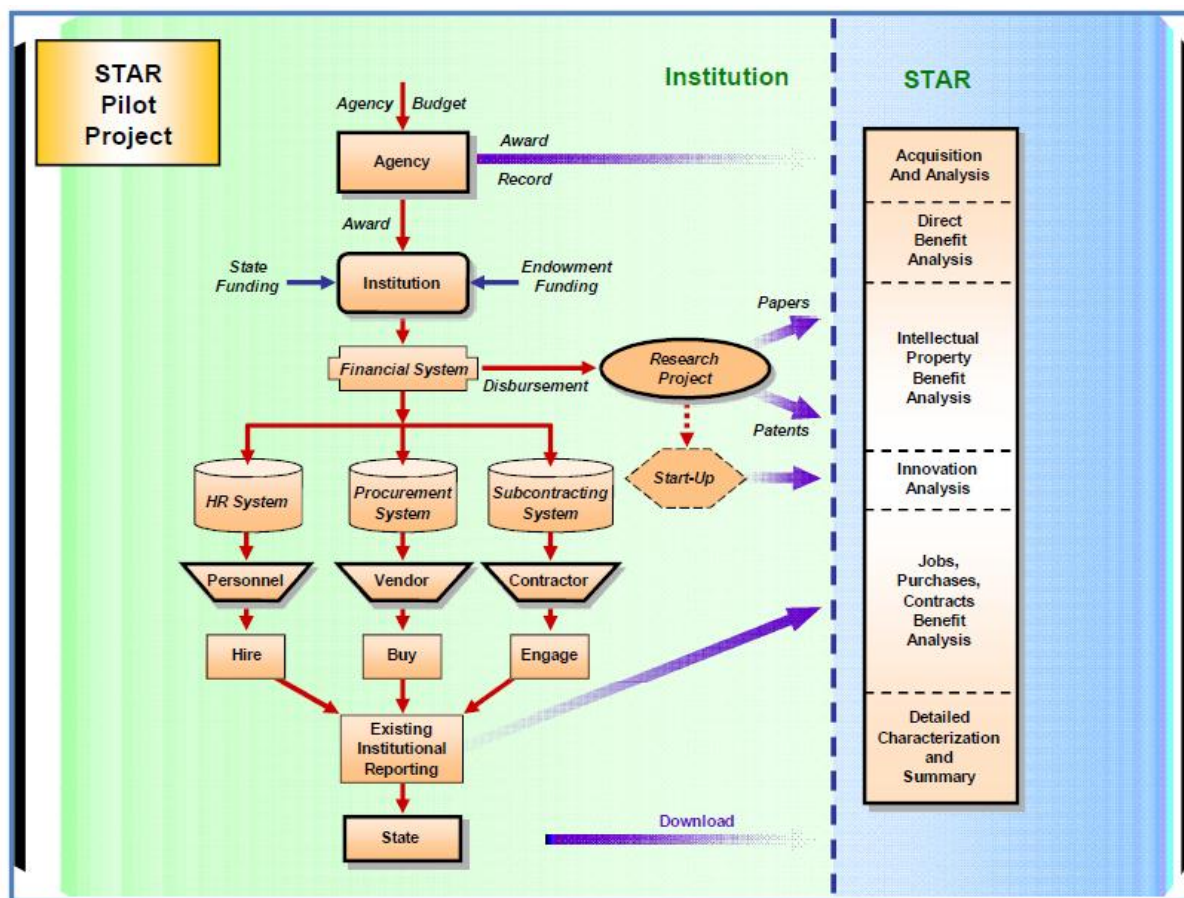 STAR
Pilot
Project
Institution
STAR
Agency Budget
Agency
Award
Record
Award
State
Funding
Institution
Endowment
Funding
Financial System
Disbursement
Research
Project
Papers
Patents
Start-Up
HR System
Procurement
System
Subcontracting
System
Personnel
Vendor
Contractor
Hire
Buy
Engage
Existing
Institutional
Reporting
State
Download
Acquisition
And Analysis
Direct
Benefit
Analysis
Intellectual
Property
Benefit
Analysis
Innovation
Analysis
Jobs,
Purchases,
Contracts
Benefit
Analysis
Detailed
Characterization
and
Summary